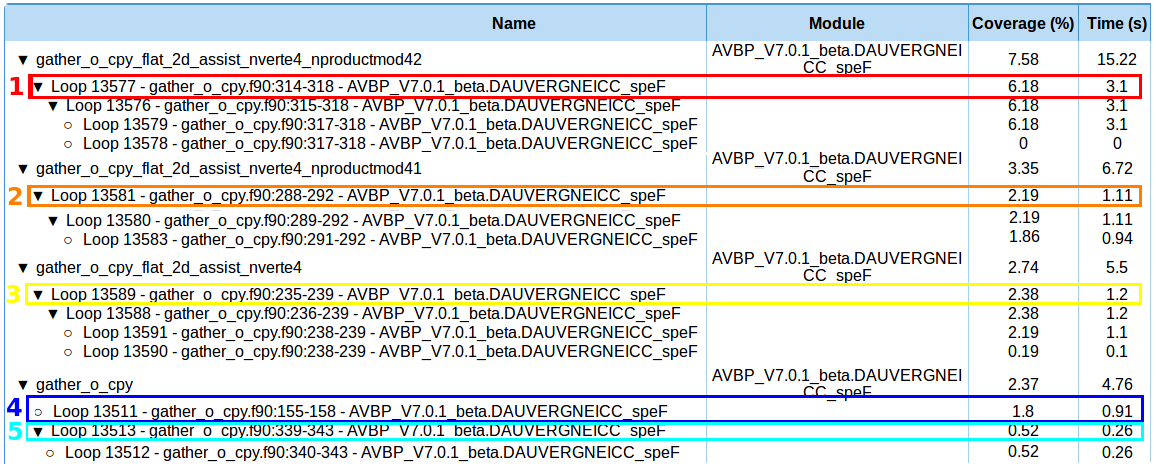 Name Module Coverage (%) Time (s)
▼ gather_o_cpy_flat_2d_assist_nverte4_nproductmod42 AVBP_V7.0.1_beta.DAUVERGNEI 7.58 15.22
CC_speF
1 ▼ Loop 13577 - gather_o_cpy.f90:314-318 - AVBP_V7.0.1_beta.DAUVERGNEICC_speF 6.18 3.1
▼ Loop 13576 - gather_o_cpy.f90:315-318 - AVBP_V7.0.1_beta.DAUVERGNEICC_speF 6.18 3.1
○ Loop 13579 - gather_o_cpy.f90:317-318 - AVBP_V7.0.1_beta.DAUVERGNEICC_speF 6.18 3.1
○ Loop 13578 - gather_o_cpy.f90:317-318 - AVBP_V7.0.1_beta.DAUVERGNEICC_speF 0 0
▼ gather_o_cpy_flat_2d_assist_nverte4_nproductmod41 AVBP_V7.0.1_beta.DAUVERGNEI 3.35 6.72
CC_speF
2 ▼ Loop 13581 - gather_o_cpy.f90:288-292 - AVBP_V7.0.1_beta.DAUVERGNEICC_speF 2.19 1.11
▼ Loop 13580 - gather_o_cpy.f90:289-292 - AVBP_V7.0.1_beta.DAUVERGNEICC_speF 2.19 1.11
○ Loop 13583 - gather_o_cpy.f90:291-292 - AVBP_V7.0.1_beta.DAUVERGNEICC_speF 1.86 0.94
▼ gather_o_cpy_flat_2d_assist_nverte4 AVBP_V7.0.1_beta.DAUVERGNEI 2.74 5.5
CC_speF
3 ▼ Loop 13589 - gather_o_cpy.f90:235-239 - AVBP_V7.0.1_beta.DAUVERGNEICC_speF 2.38 1.2
▼ Loop 13588 - gather_o_cpy.f90:236-239 - AVBP_V7.0.1_beta.DAUVERGNEICC_speF 2.38 1.2
○ Loop 13591 - gather_o_cpy.f90:238-239 - AVBP_V7.0.1_beta.DAUVERGNEICC_speF 2.19 1.1
○ Loop 13590 - gather_o_cpy.f90:238-239 - AVBP_V7.0.1_beta.DAUVERGNEICC_speF 0.19 0.1
▼ gather_o_cpy AVBP_V7.0.1_beta.DAUVERGNEI 2.37 4.76
CC_speF
4 ○ Loop 13511 - gather_o_cpy.f90:155-158 - AVBP_V7.0.1_beta.DAUVERGNEICC_speF 1.8 0.91
5 ▼ Loop 13513 - gather_o_cpy.f90:339-343 - AVBP_V7.0.1_beta.DAUVERGNEICC_speF 0.52 0.26
○ Loop 13512 - gather_o_cpy.f90:340-343 - AVBP_V7.0.1_beta.DAUVERGNEICC_speF 0.52 0.26